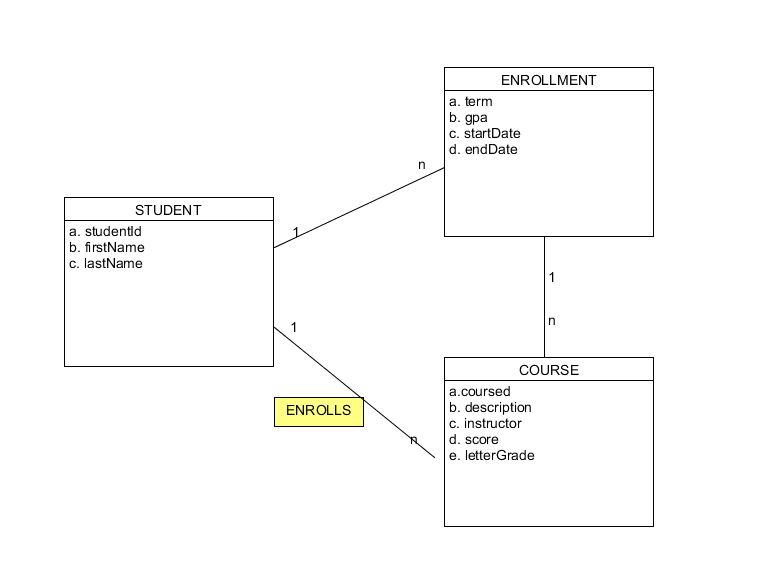 ENROLLMENT
a. term
b. gpa
c. startDate
d. endDate
n
STUDENT
a. studentId
b. firstName
c. lastName
1
1
n
1
ENROLLS
n
COURSE
a.coursed
b. description
c. instructor
d. score
e. letterGrade